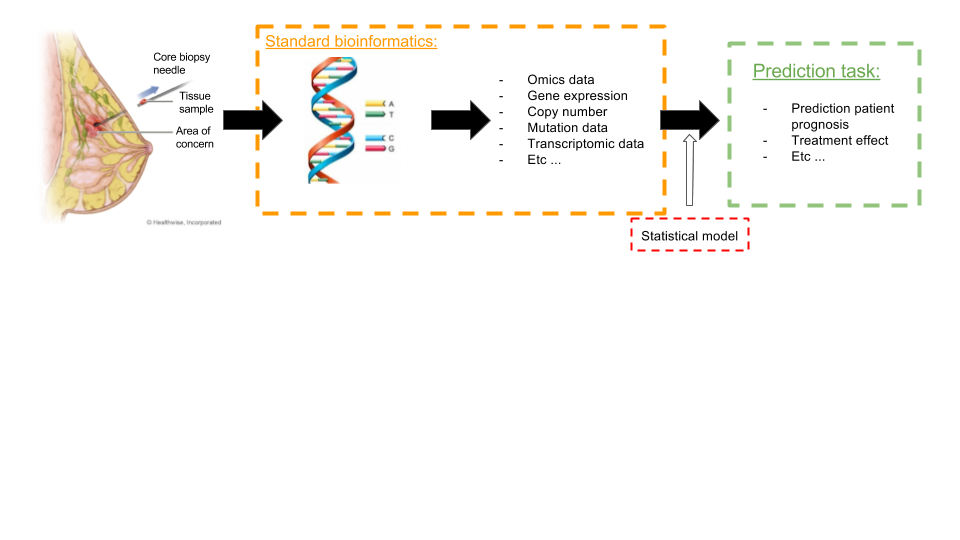 Core biopsy
needle
Tissue
sample
Area of
concern
© Healthwise, Incorporated
Standard bioinformatics:
A
T
C
G
- Omics data
- Gene expression
- Copy number
- Mutation data
- Transcriptomic data
- Etc ...
Statistical model
Prediction task:
- Prediction patient
prognosis
- Treatment effect
- Etc ...